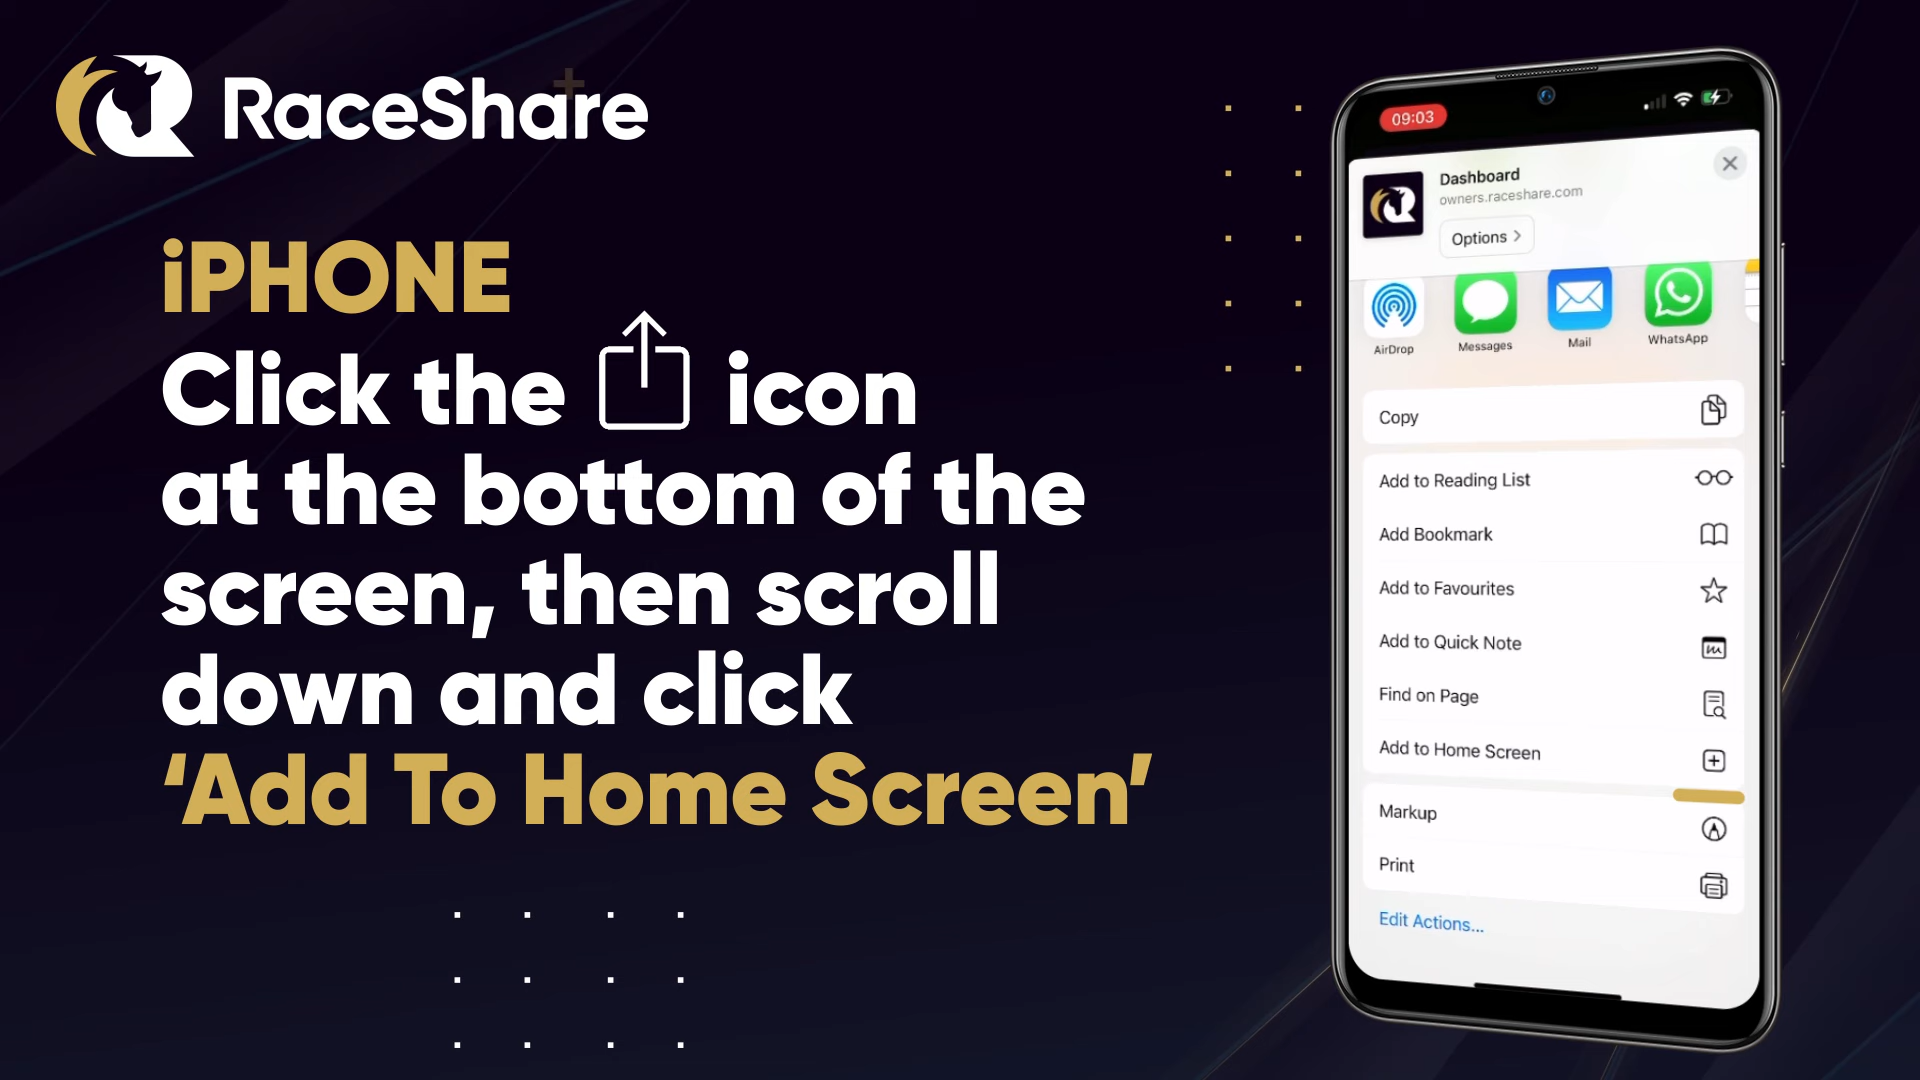 RaceShare
iPHONE
Click the icon
at the bottom of the
screen, then scroll
down and click
‘Add To Home Screen’
09:03
Dashboard
owners.raceshare.com
Options
AirDrop
Messages
Mail
WhatsApp
Copy
Add to Reading List
Add Bookmark
Add to Favourites
Add to Quick Note
Find on Page
Add to Home Screen
Markup
Print
Edit Actions...